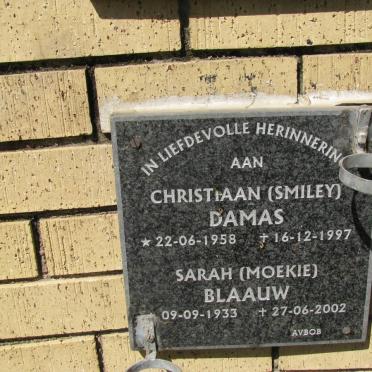 IN LIEFDEVOLLE HERINNERING
AAN
CHRISTIAAN (SMILEY)
DAMAS
★ 22-06-1958 ✝ 16-12-1997
SARAH (MOEKIE)
BLAAUW
09-09-1933 ✝ 27-06-2002
AVBOB